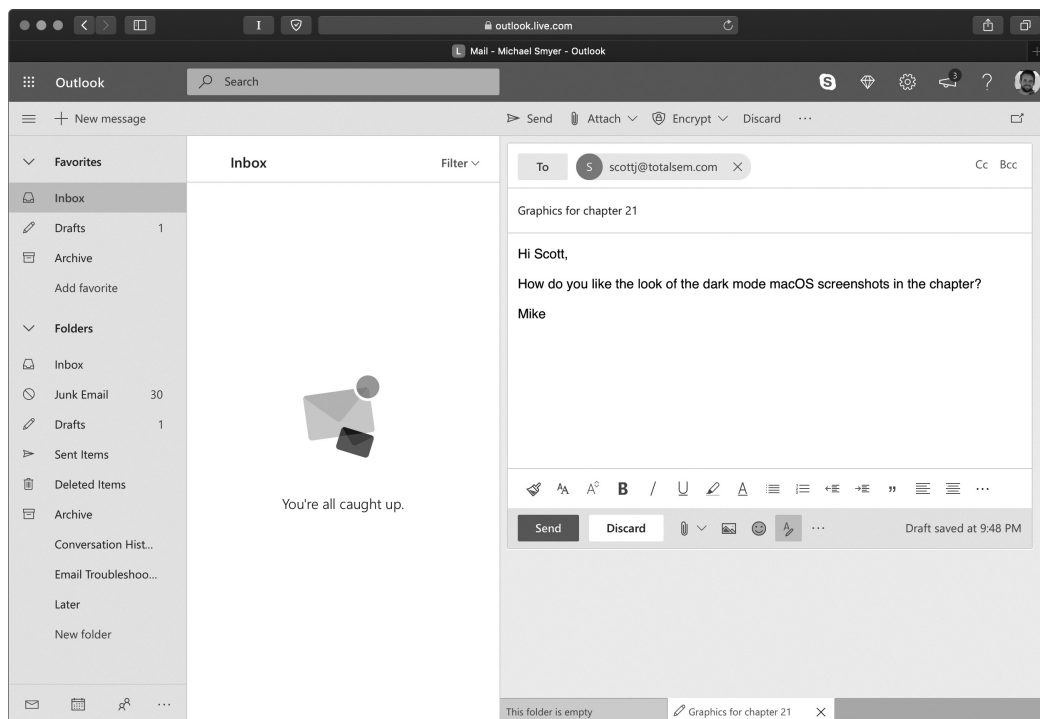 outlook.live.com
L Mail - Michael Smyer - Outlook
Outlook
Search
3
New message
Send Attach Encrypt Discard ...
Favorites
Inbox
Drafts 1
Archive
Add favorite
Folders
Inbox
Junk Email 30
Drafts 1
Sent Items
Deleted Items
Archive
Conversation Hist...
Email Troubleshoo...
Later
New folder
Inbox Filter
You're all caught up.
To S scottj@totalsem.com Cc Bcc
Graphics for chapter 21
Hi Scott,
How do you like the look of the dark mode macOS screenshots in the chapter?
Mike
Send Discard ... Draft saved at 9:48 PM
This folder is empty Graphics for chapter 21